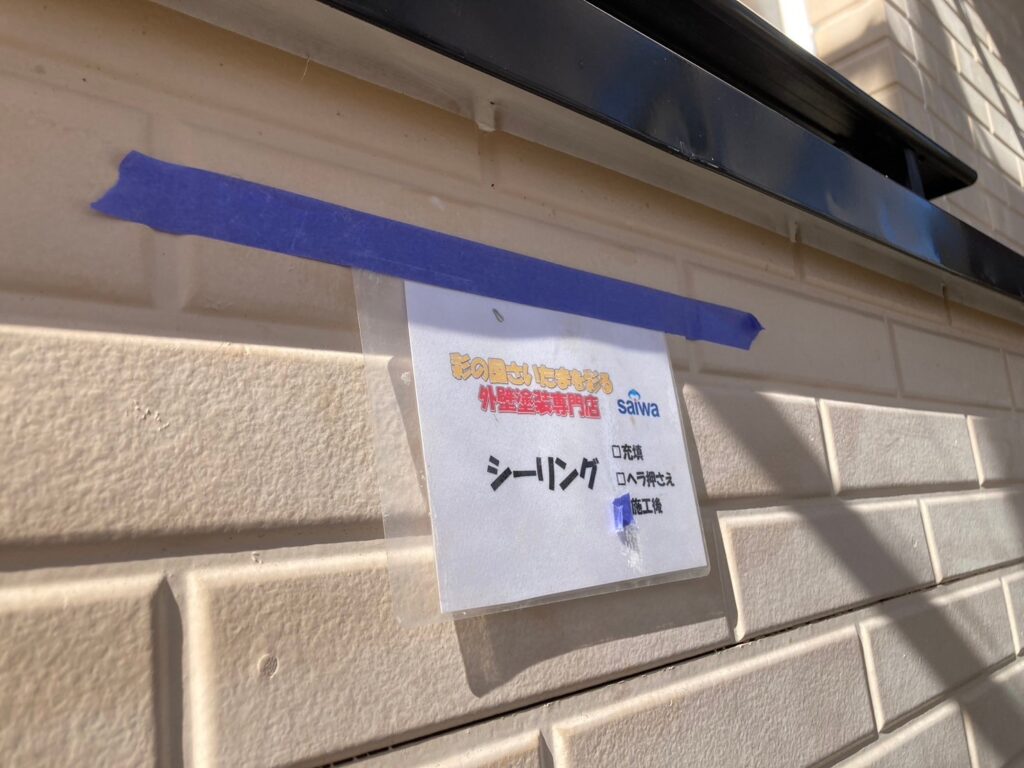 彩の国さいたまを彩る
外壁塗装専門店
saiwa
シーリング
□充填
□ヘラ押さえ
施工後